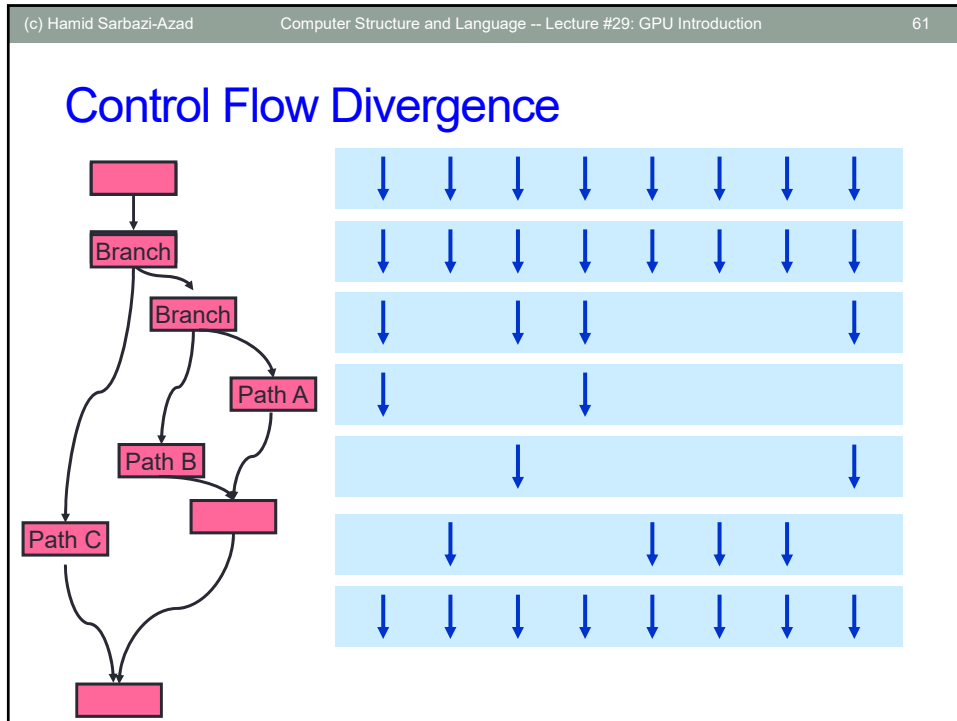 (c) Hamid Sarbazi-Azad Computer Structure and Language -- Lecture #29: GPU Introduction 61
Control Flow Divergence
Branch
Branch
Path A
Path B
Path C